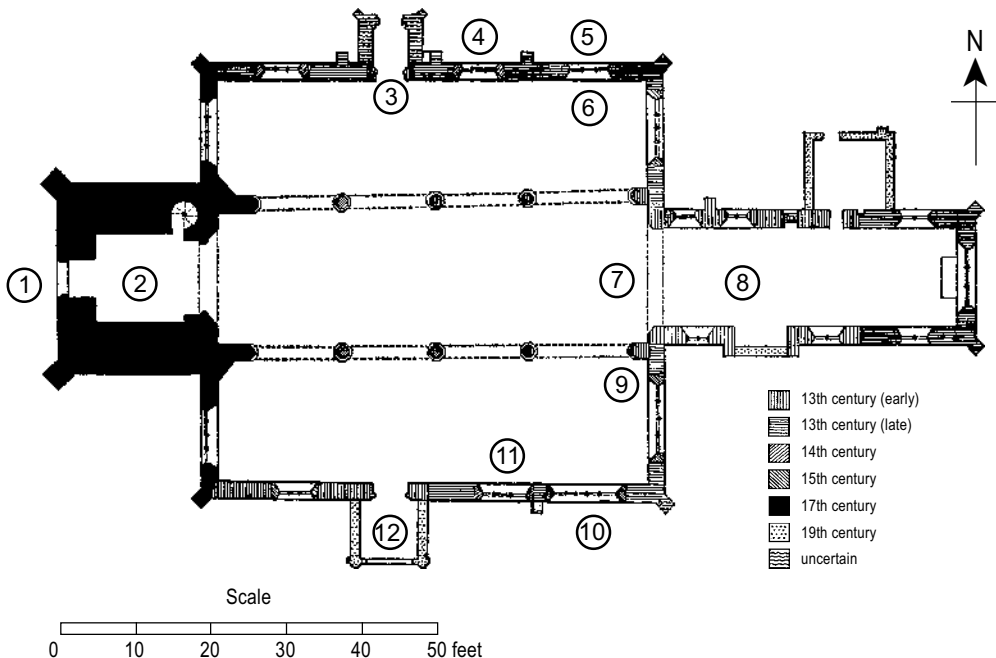 4 5
3
N
6
1 2 7 8
9
11
12 10
13th century (early)
13th century (late)
14th century
15th century
17th century
19th century
uncertain
Scale
0 10 20 30 40 50 feet